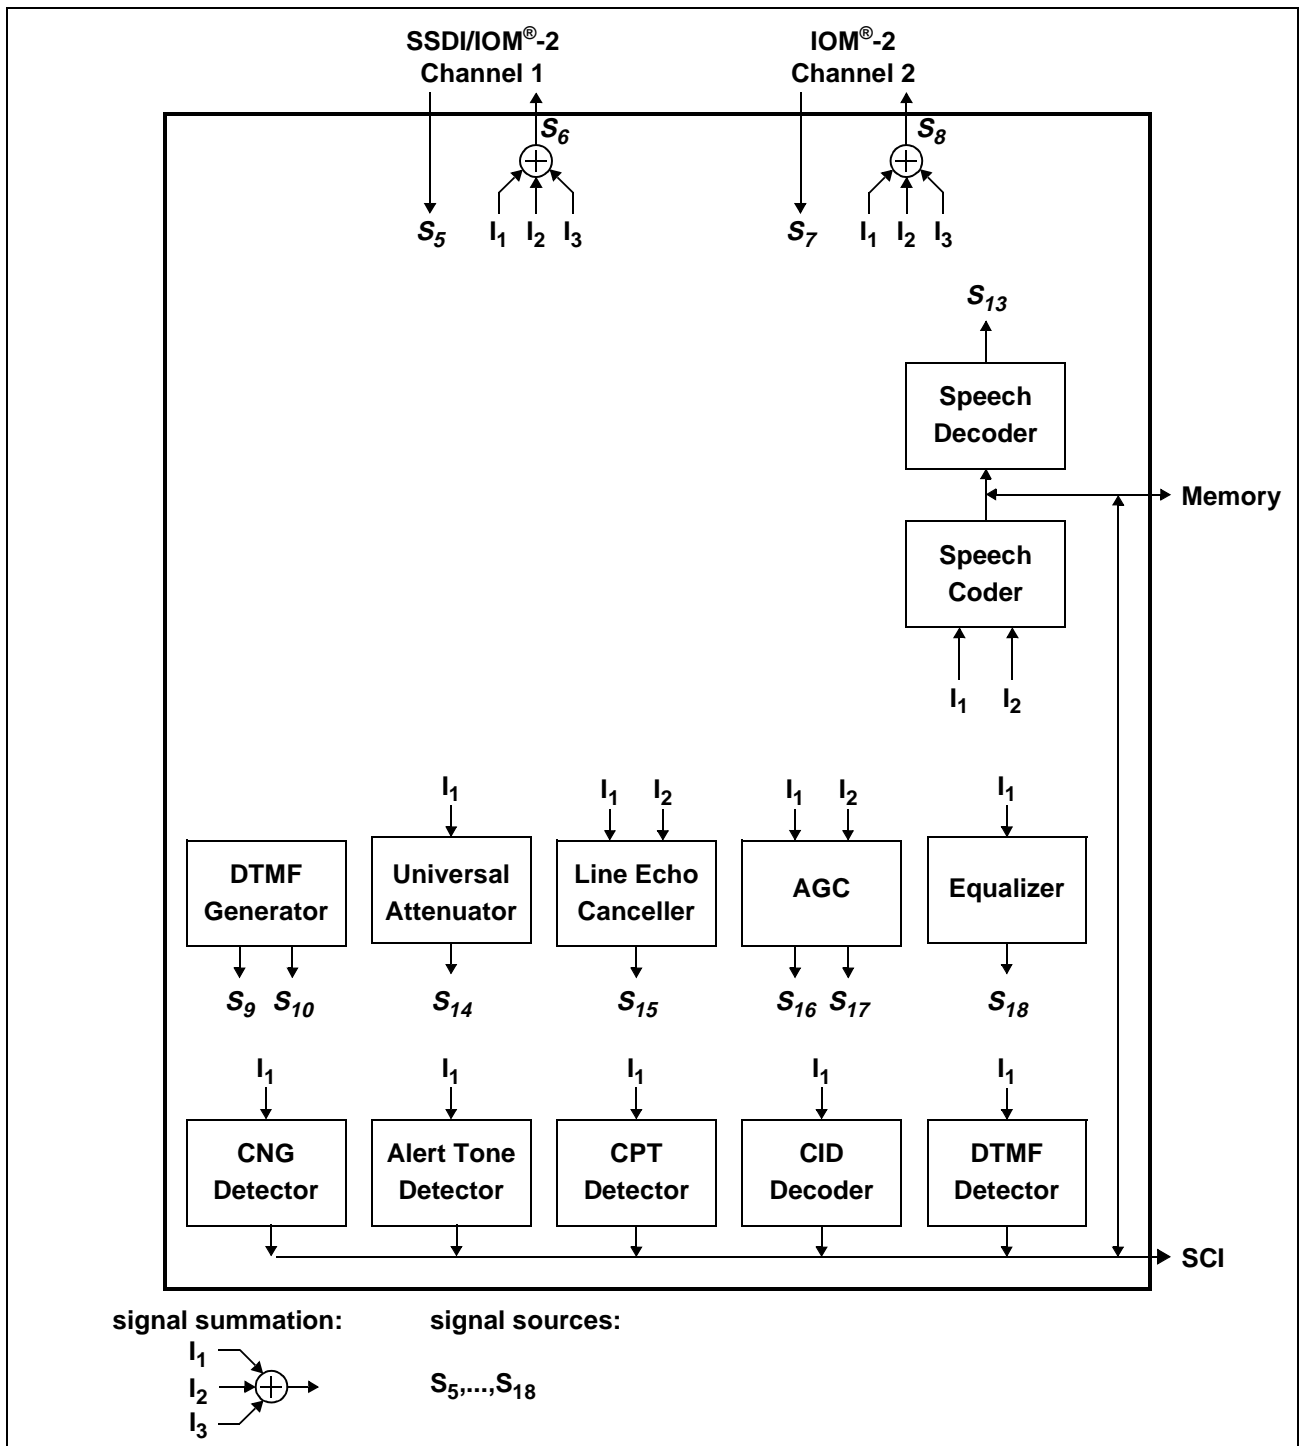 SSDI/IOM®-2
Channel 1
IOM®-2
Channel 2
S6
S8
S5
I1 I2 I3
S7
I1 I2 I3
S13
Speech
Decoder
Memory
Speech
Coder
I1 I2
I1
I1 I2
I1 I2
I1
DTMF
Generator
Universal
Attenuator
Line Echo
Canceller
AGC
Equalizer
S9 S10
S14
S15
S16 S17
S18
I1
I1
I1
I1
I1
CNG
Detector
Alert Tone
Detector
CPT
Detector
CID
Decoder
DTMF
Detector
SCI
signal summation:
I1
I2
I3
signal sources:
S5,...,S18